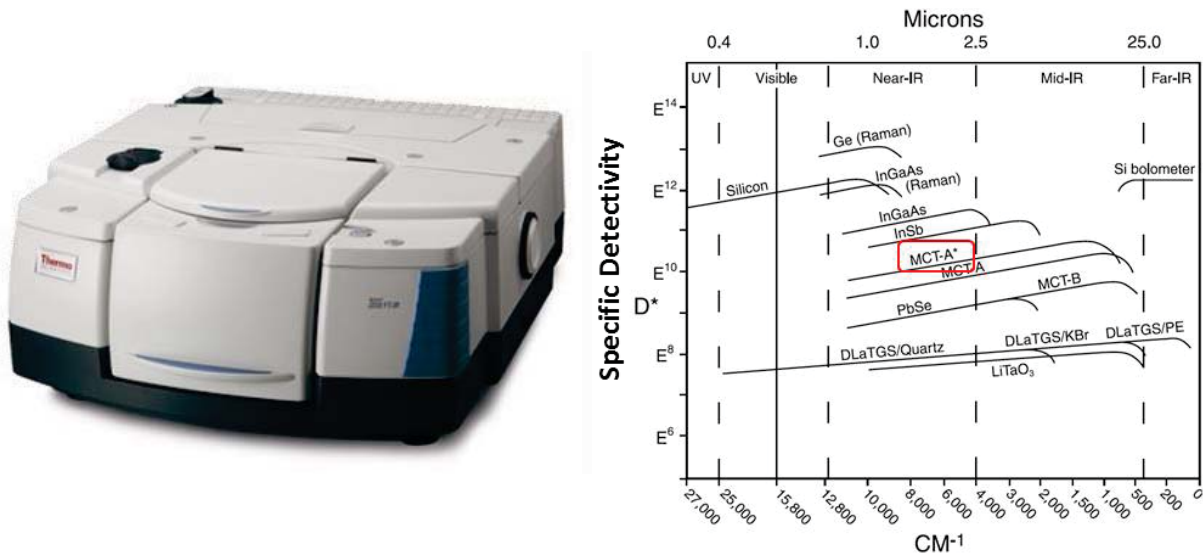 Thermo
SCIENTIFIC
Microns
0.4
1.0
2.5
25.0
UV
Visible
Near-IR
Mid-IR
Far-IR
Specific Detectivity
D*
E14
E12
E10
E8
E6
Ge (Raman)
Silicon
InGaAs
(Raman)
Si bolometer
InGaAs
InSb
MCT-A*
MCT-A
MCT-B
PbSe
DLaTGS/Quartz
DLaTGS/KBr
DLaTGS/PE
LiTaO3
27,000
25,000
15,800
12,800
10,000
8,000
6,000
4,000
3,000
2,000
1,500
1,000
500
200
0
CM-1